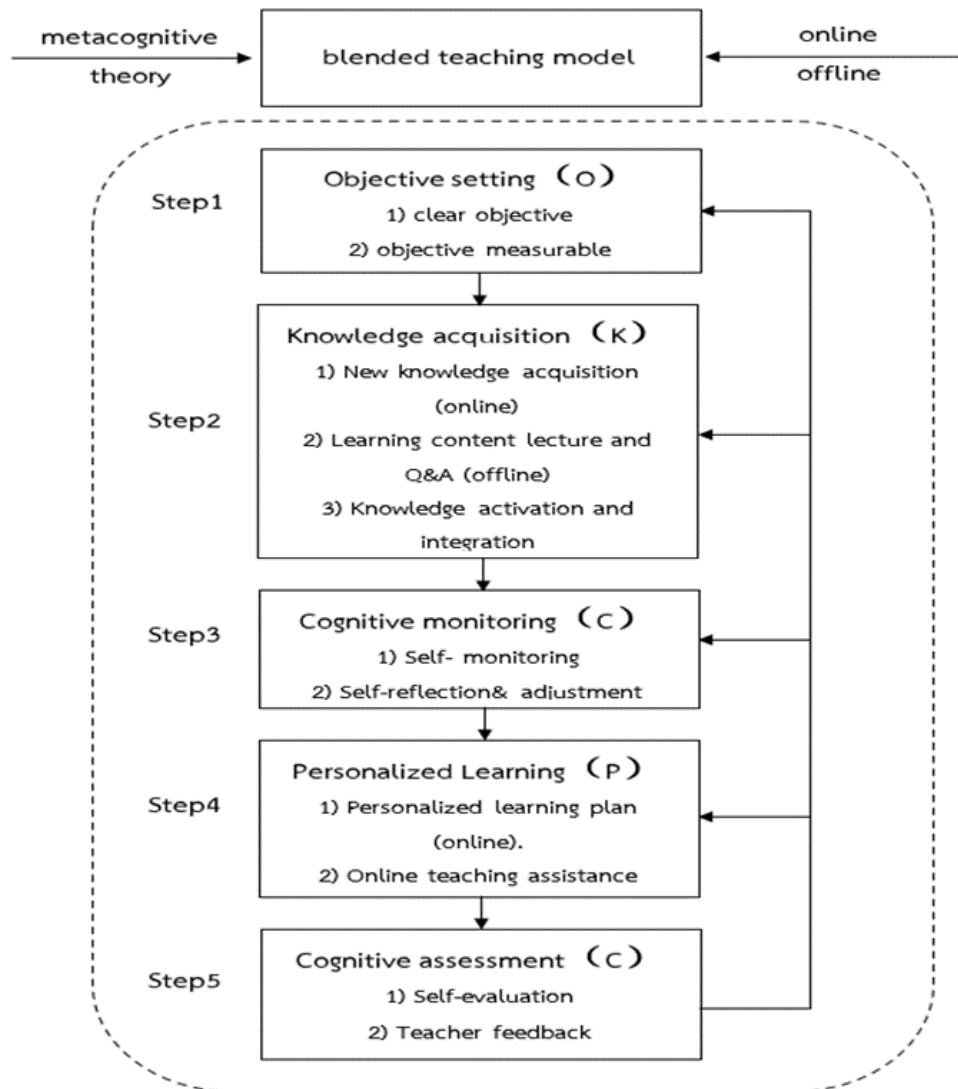 metacognitive
theory
blended teaching model
online
offline
Step1
Objective setting (O)
1) clear objective
2) objective measurable
Step2
Knowledge acquisition (K)
1) New knowledge acquisition
(online)
2) Learning content lecture and
Q&A (offline)
3) Knowledge activation and
integration
Step3
Cognitive monitoring (C)
1) Self- monitoring
2) Self-reflection& adjustment
Step4
Personalized Learning (P)
1) Personalized learning plan
(online).
2) Online teaching assistance
Step5
Cognitive assessment (C)
1) Self-evaluation
2) Teacher feedback